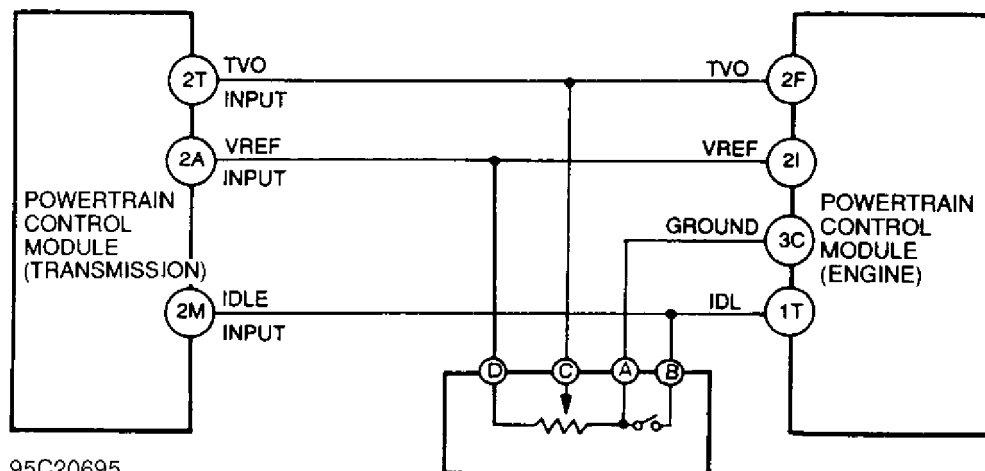 2T
TVO
INPUT
TVO
2F
2A
VREF
INPUT
VREF
2I
POWERTRAIN
CONTROL
MODULE
(TRANSMISSION)
GROUND
3C
POWERTRAIN
CONTROL
MODULE
(ENGINE)
2M
IDLE
INPUT
IDL
1T
D
C
A
B
95C20695